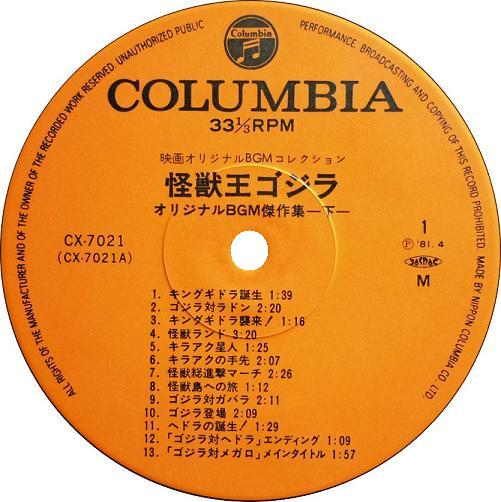 ALL RIGHTS OF THE MANUFACTURER AND OF THE OWNER OF THE RECORDED WORK RESERVED. UNAUTHORIZED PUBLIC PERFORMANCE, BROADCASTING AND COPYING OF THIS RECORD PROHIBITED. MADE BY NIPPON COLUMBIA CO., LTD.
Columbia
COLUMBIA
33 1/3 RPM
映画オリジナルBGMコレクション
怪獣王ゴジラ
オリジナルBGM傑作集—下—
CX-7021
(CX-7021A)
1
Ⓟ '81.4
JASRAC
M
1. キングギドラ誕生 1:39
2. ゴジラ対ラドン 2:20
3. キングギドラ襲来! 1:16
4. 怪獣ランド 3:20
5. キラアク星人 1:25
6. キラアクの手先 2:07
7. 怪獣総進撃マーチ 2:26
8. 怪獣島への旅 1:12
9. ゴジラ対ガバラ 2:11
10. ゴジラ登場 2:09
11. ヘドラの誕生! 1:29
12. 「ゴジラ対ヘドラ」エンディング 1:09
13. 「ゴジラ対メガロ」メインタイトル 1:57